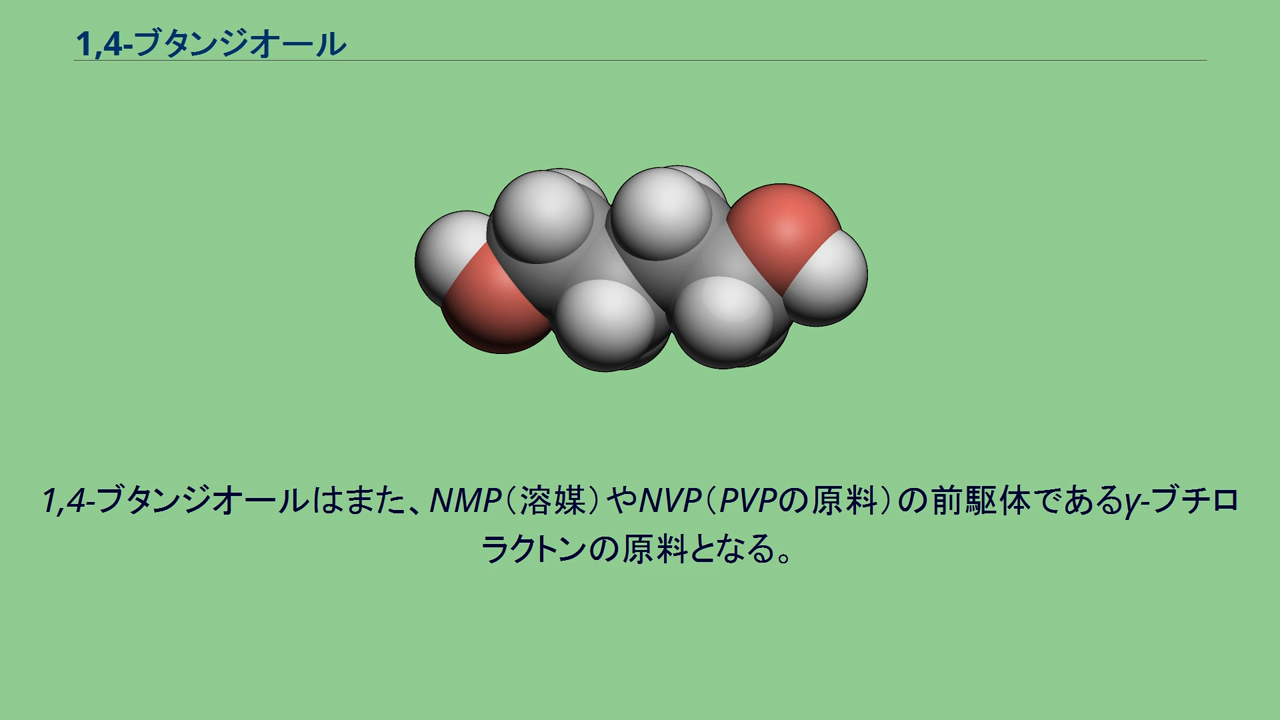 1,4-ブタンジオール
1,4-ブタンジオールはまた、NMP（溶媒）やNVP（PVPの原料）の前駆体であるγ-ブチロ
ラクトンの原料となる。